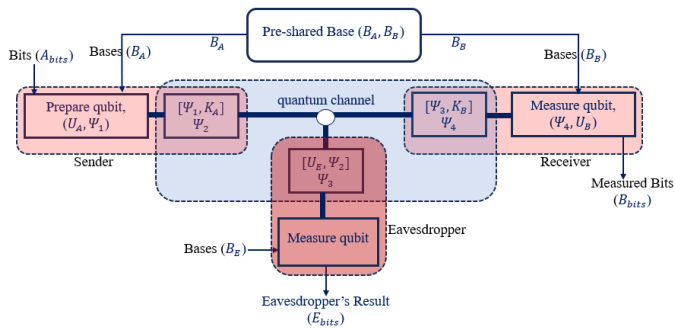 Pre-shared Base (B_A, B_B)
B_A
B_B
Bits (A_bits)
Bases (B_A)
Bases (B_B)
Prepare qubit,
(U_A, Ψ_1)
[Ψ_1, K_A]
Ψ_2
quantum channel
[Ψ_3, K_B]
Ψ_4
Measure qubit,
(Ψ_4, U_B)
Sender
Receiver
[U_E, Ψ_2]
Ψ_3
Measured Bits
(B_bits)
Eavesdropper
Measure qubit
Bases (B_E)
Eavesdropper's Result
(E_bits)